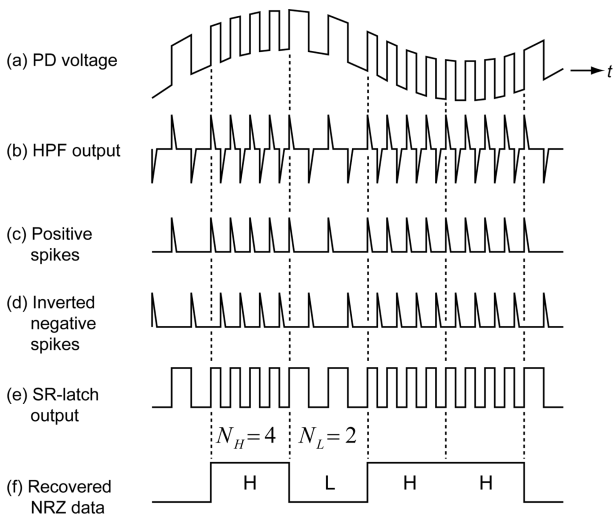 (a) PD voltage
t
(b) HPF output
(c) Positive
spikes
(d) Inverted
negative
spikes
(e) SR-latch
output
N_H=4 N_L=2
(f) Recovered
NRZ data
H L H H